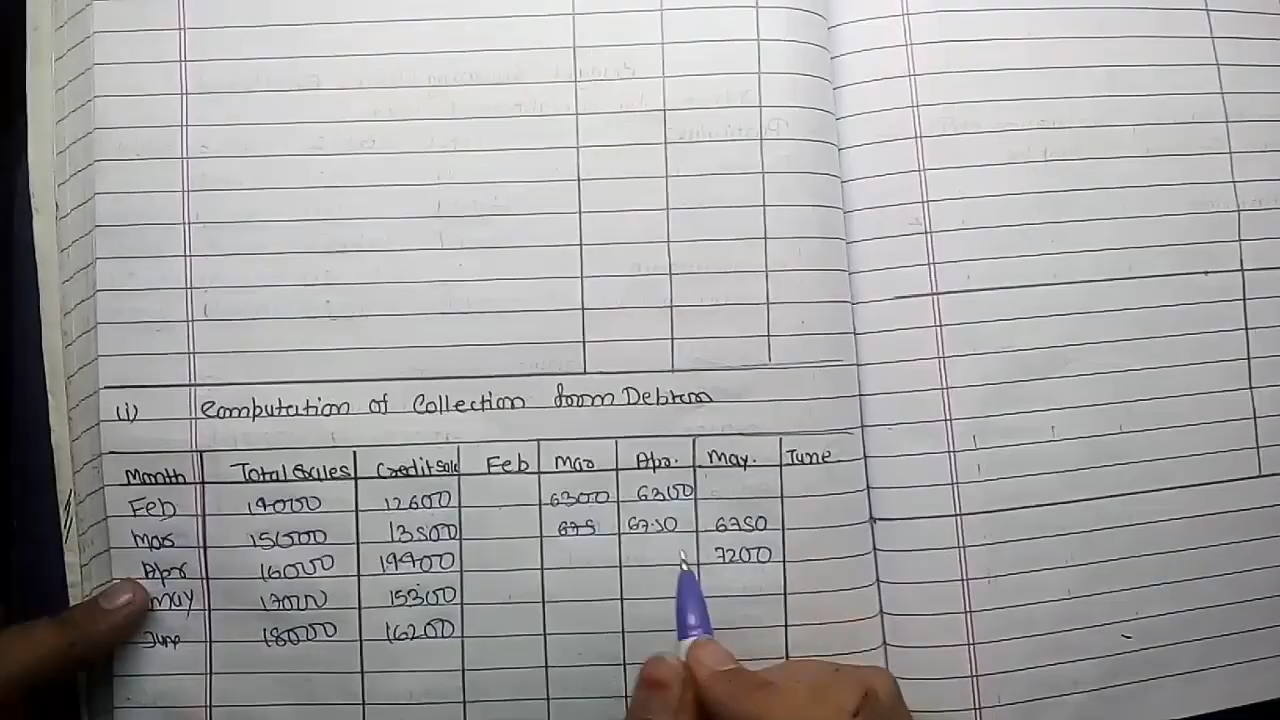 (i) Computation of Collection from Debtors
Month Total Sales Credit Sale Feb Mar Apr. May. June
Feb 14000 12600 6300 6300
Mar 15000 13500 675 6750 6750
Apr 16000 14400 7200
May 17000 15300
June 18000 16200